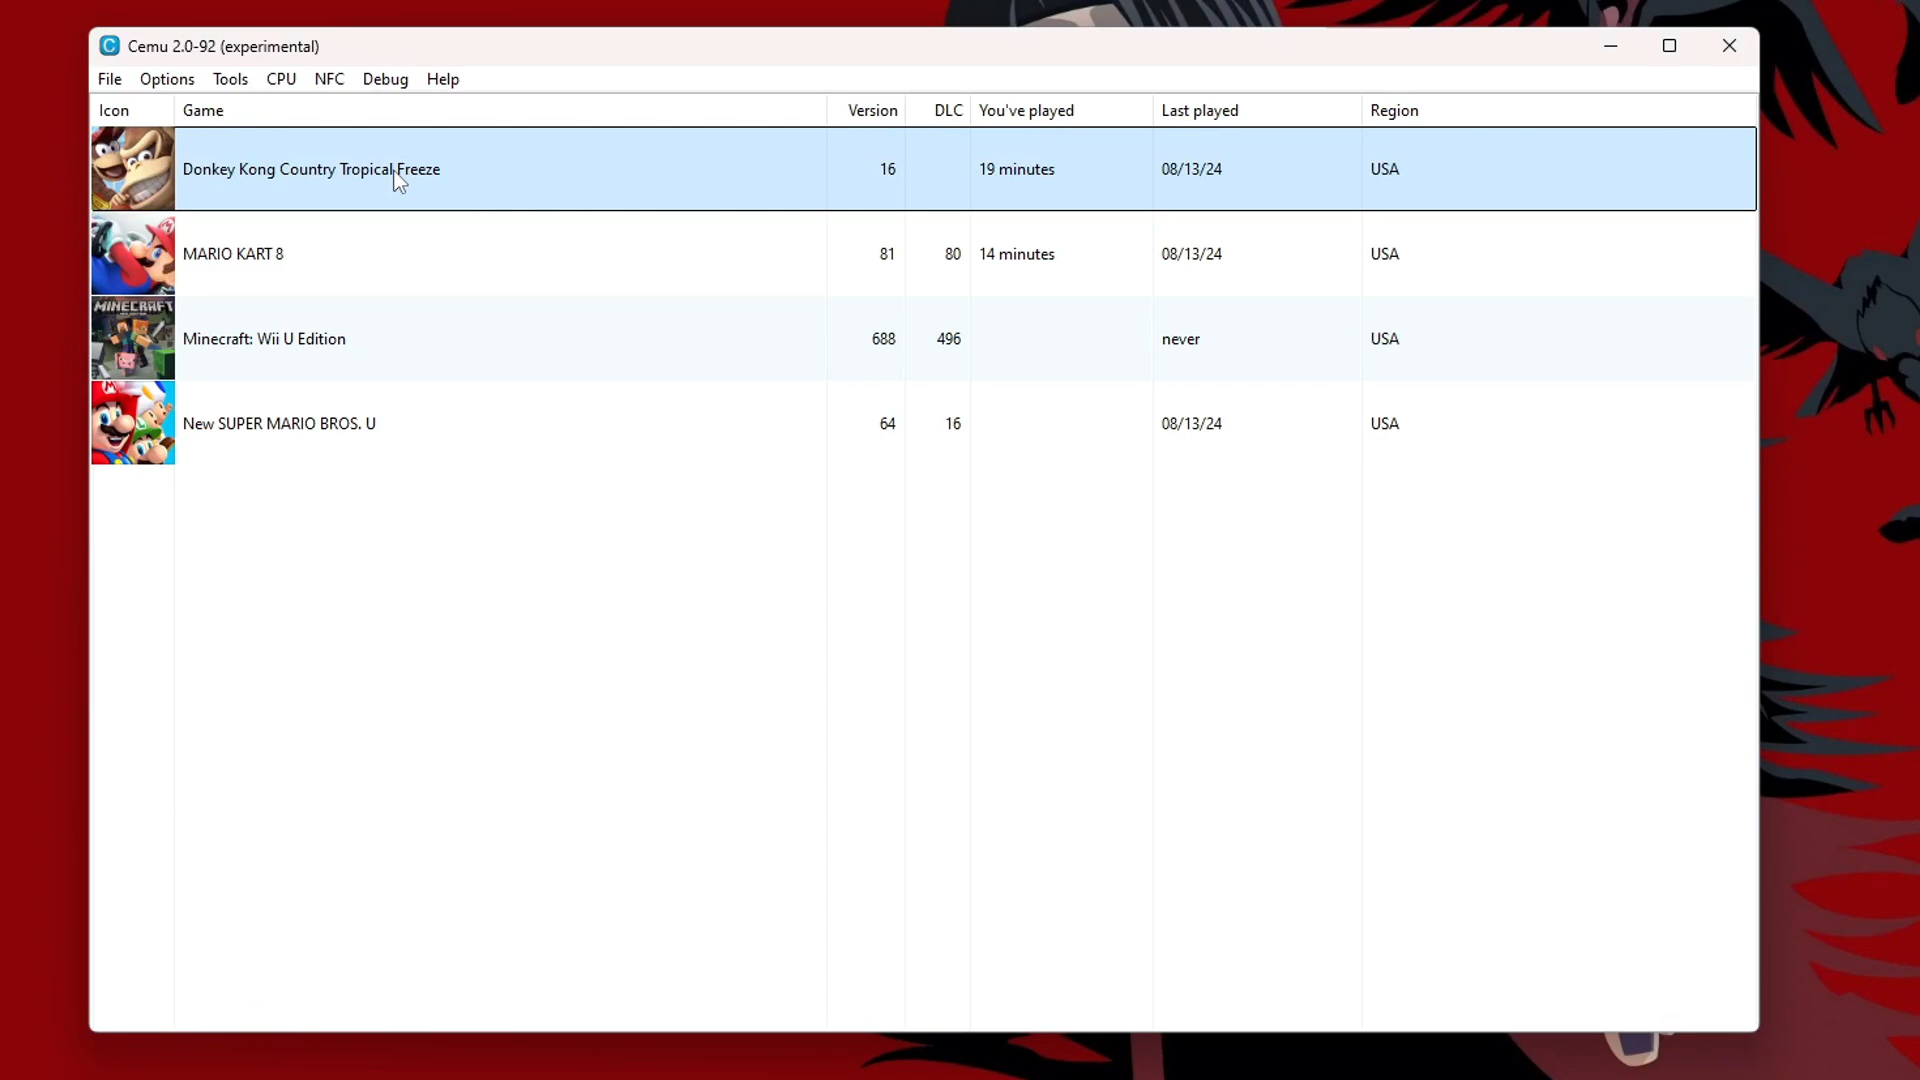 Cemu 2.0-92 (experimental)
File Options Tools CPU NFC Debug Help
Icon Game Version DLC You've played Last played Region
Donkey Kong Country Tropical Freeze 16 19 minutes 08/13/24 USA
MARIO KART 8 81 80 14 minutes 08/13/24 USA
MINECRAFT
Minecraft: Wii U Edition 688 496 never USA
New SUPER MARIO BROS. U 64 16 08/13/24 USA